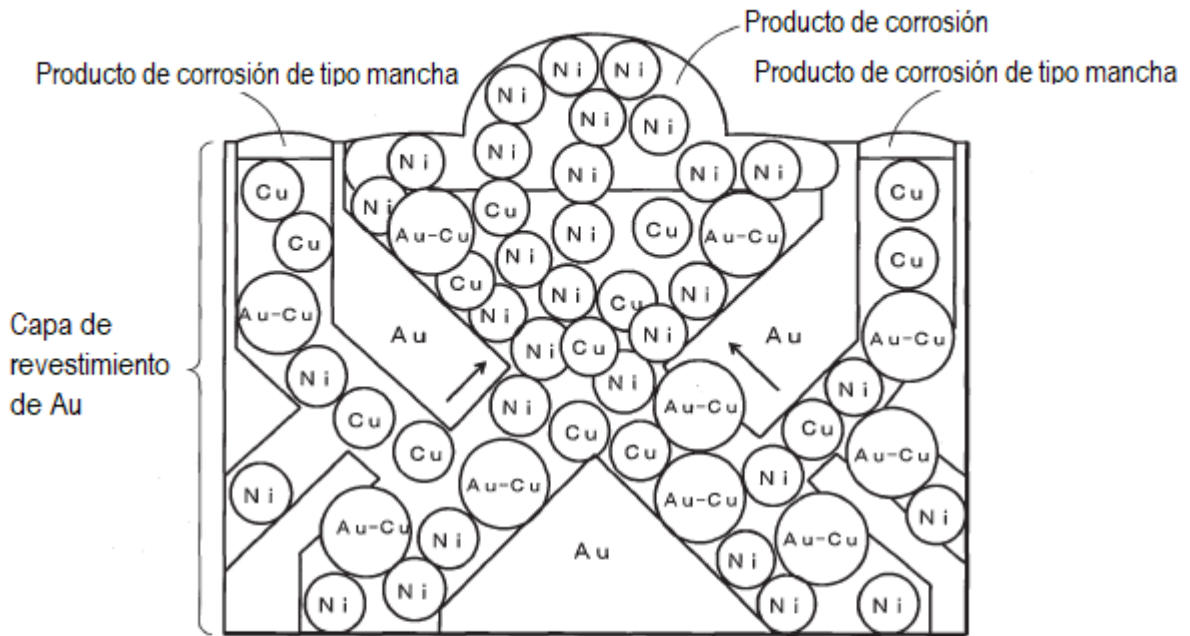 Producto de corrosión
Producto de corrosión de tipo mancha
Producto de corrosión de tipo mancha
Ni Ni
Ni
Ni Ni
Ni
Ni Ni Ni Ni
Cu Cu
Ni Cu
Cu Au-Cu Ni Cu Au-Cu
Ni Cu
Cu Ni Cu Ni
Au-Cu Ni
Capa de
revestimiento
de Au
Au Ni Cu Ni Au Au-Cu
Ni Ni Ni
Ni Au-Cu
Cu Cu Cu
Cu Cu Au-Cu
Ni Au-Cu Au-Cu Ni
Au-Cu Ni Au-Cu Ni
Au Ni
Ni Ni Ni Ni